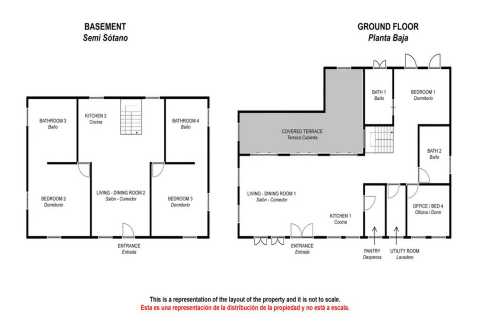 BASEMENT
Semi Sótano
GROUND FLOOR
Planta Baja
BATHROOM 3
Baño
KITCHEN 2
Cocina
BATHROOM 4
Baño
BEDROOM 2
Dormitorio
LIVING - DINING ROOM 2
Salón - Comedor
BEDROOM 3
Dormitorio
ENTRANCE
Entrada
BATH 1
Baño
BEDROOM 1
Dormitorio
COVERED TERRACE
Terraza Cubierta
BATH 2
Baño
LIVING - DINING ROOM 1
Salón - Comedor
KITCHEN 1
Cocina
OFFICE / BED 4
Oficina / Dorm
ENTRANCE
Entrada
PANTRY
Despensa
UTILITY ROOM
Lavadero
This is a representation of the layout of the property and it is not to scale.
Esta es una representación de la distribución de la propiedad y no está a escala.